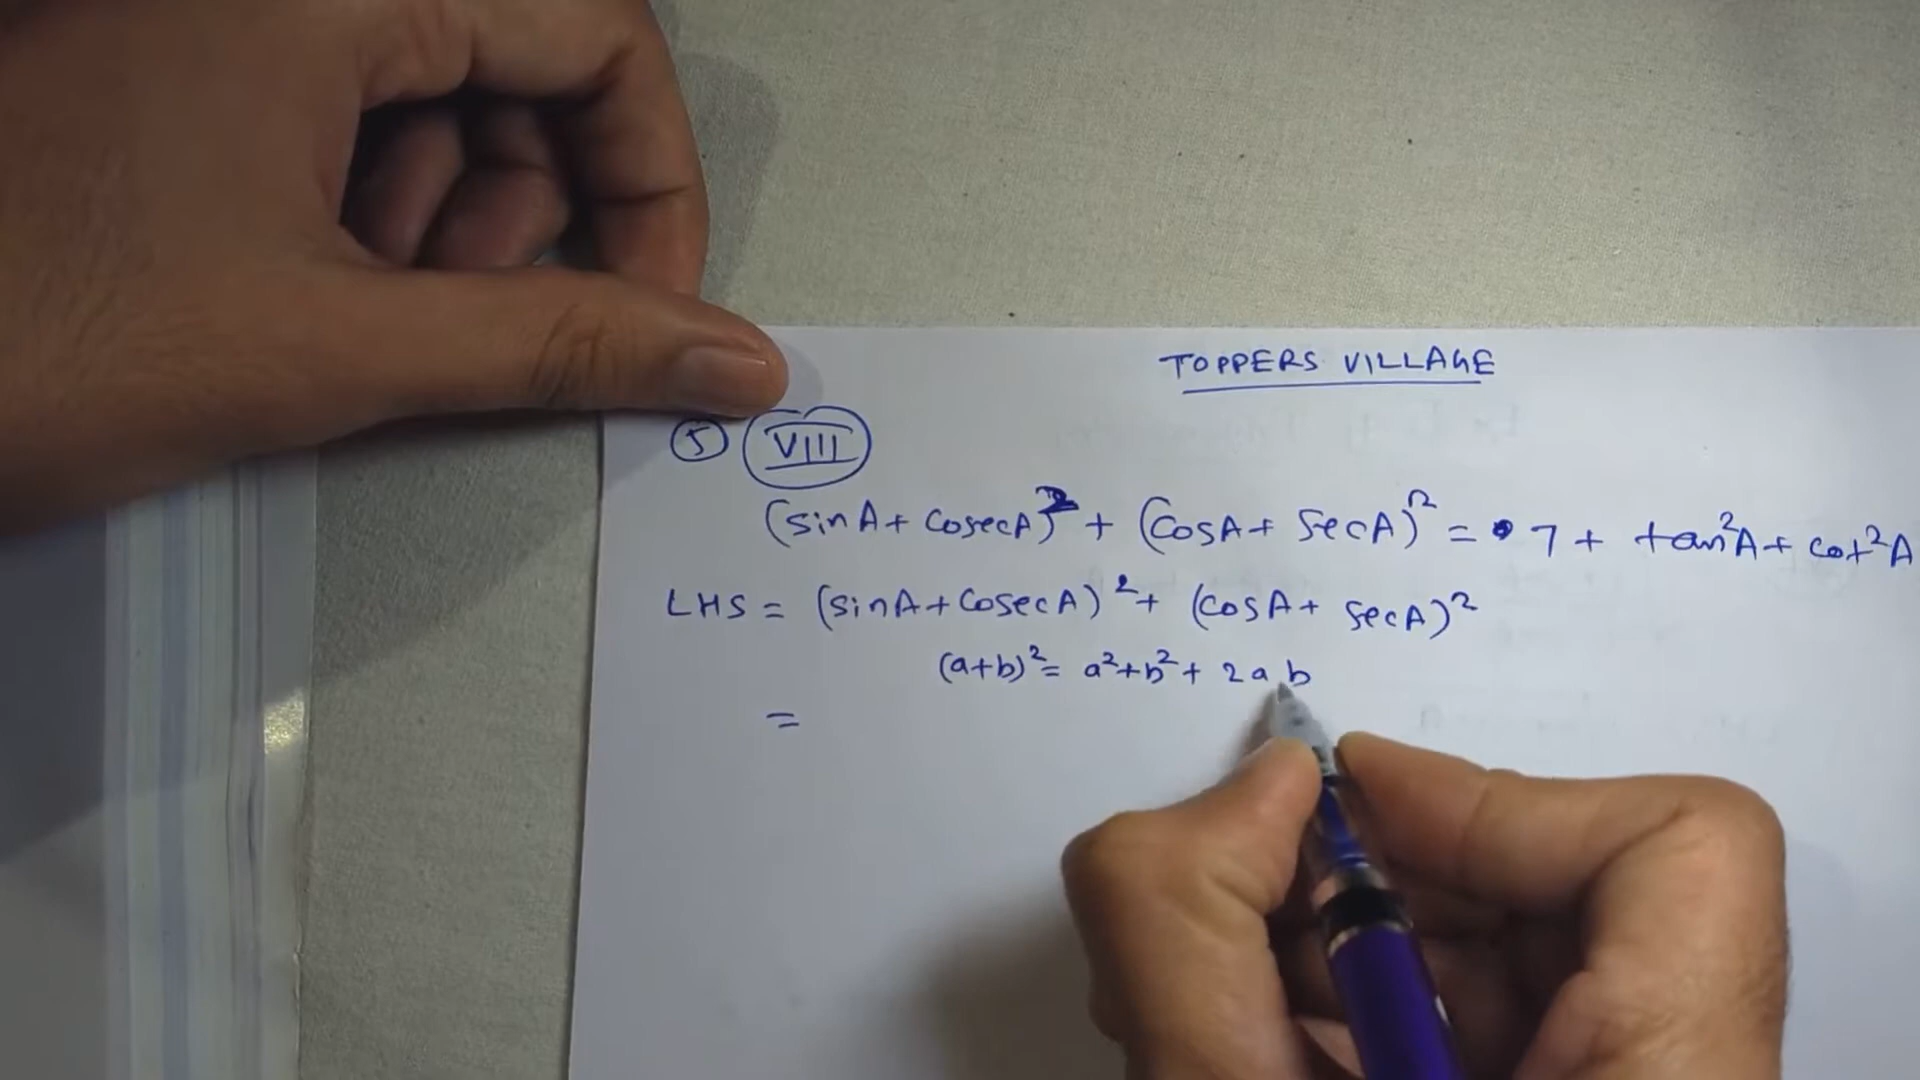 TOPPERS VILLAGE
5 VIII
(sinA + CosecA)² + (CosA + SecA)² = 7 + tan²A + cot²A
LHS = (sinA + CosecA)² + (CosA + SecA)²
(a+b)² = a² + b² + 2ab
=